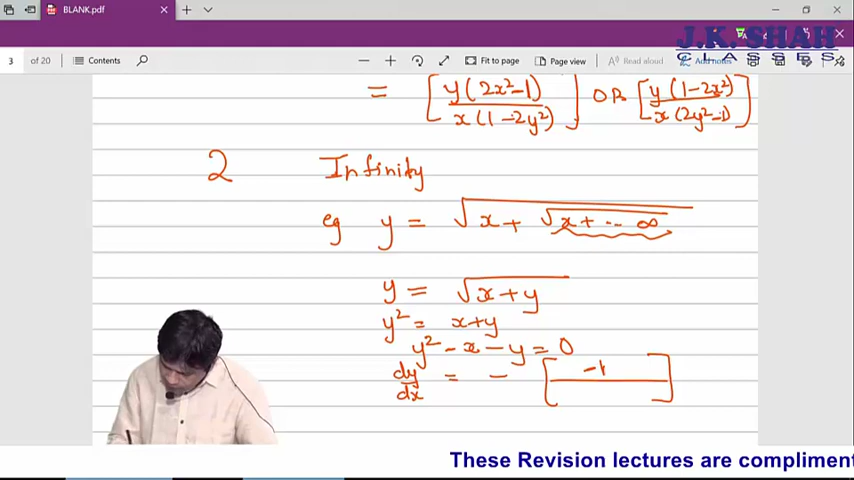 BLANK.pdf
J.K. SHAH
CLASSES
3 of 20 Contents Fit to page Page view Read aloud Add notes
= [y(2x²-1) / x(1-2y²)] OR [y(1-2x²) / x(2y²-1)]
2 Infinity
eg y = √x + √x + ... ∞
y = √x+y
y² = x+y
y² - x - y = 0
dy/dx = - [-1 / ]
These Revision lectures are compliment